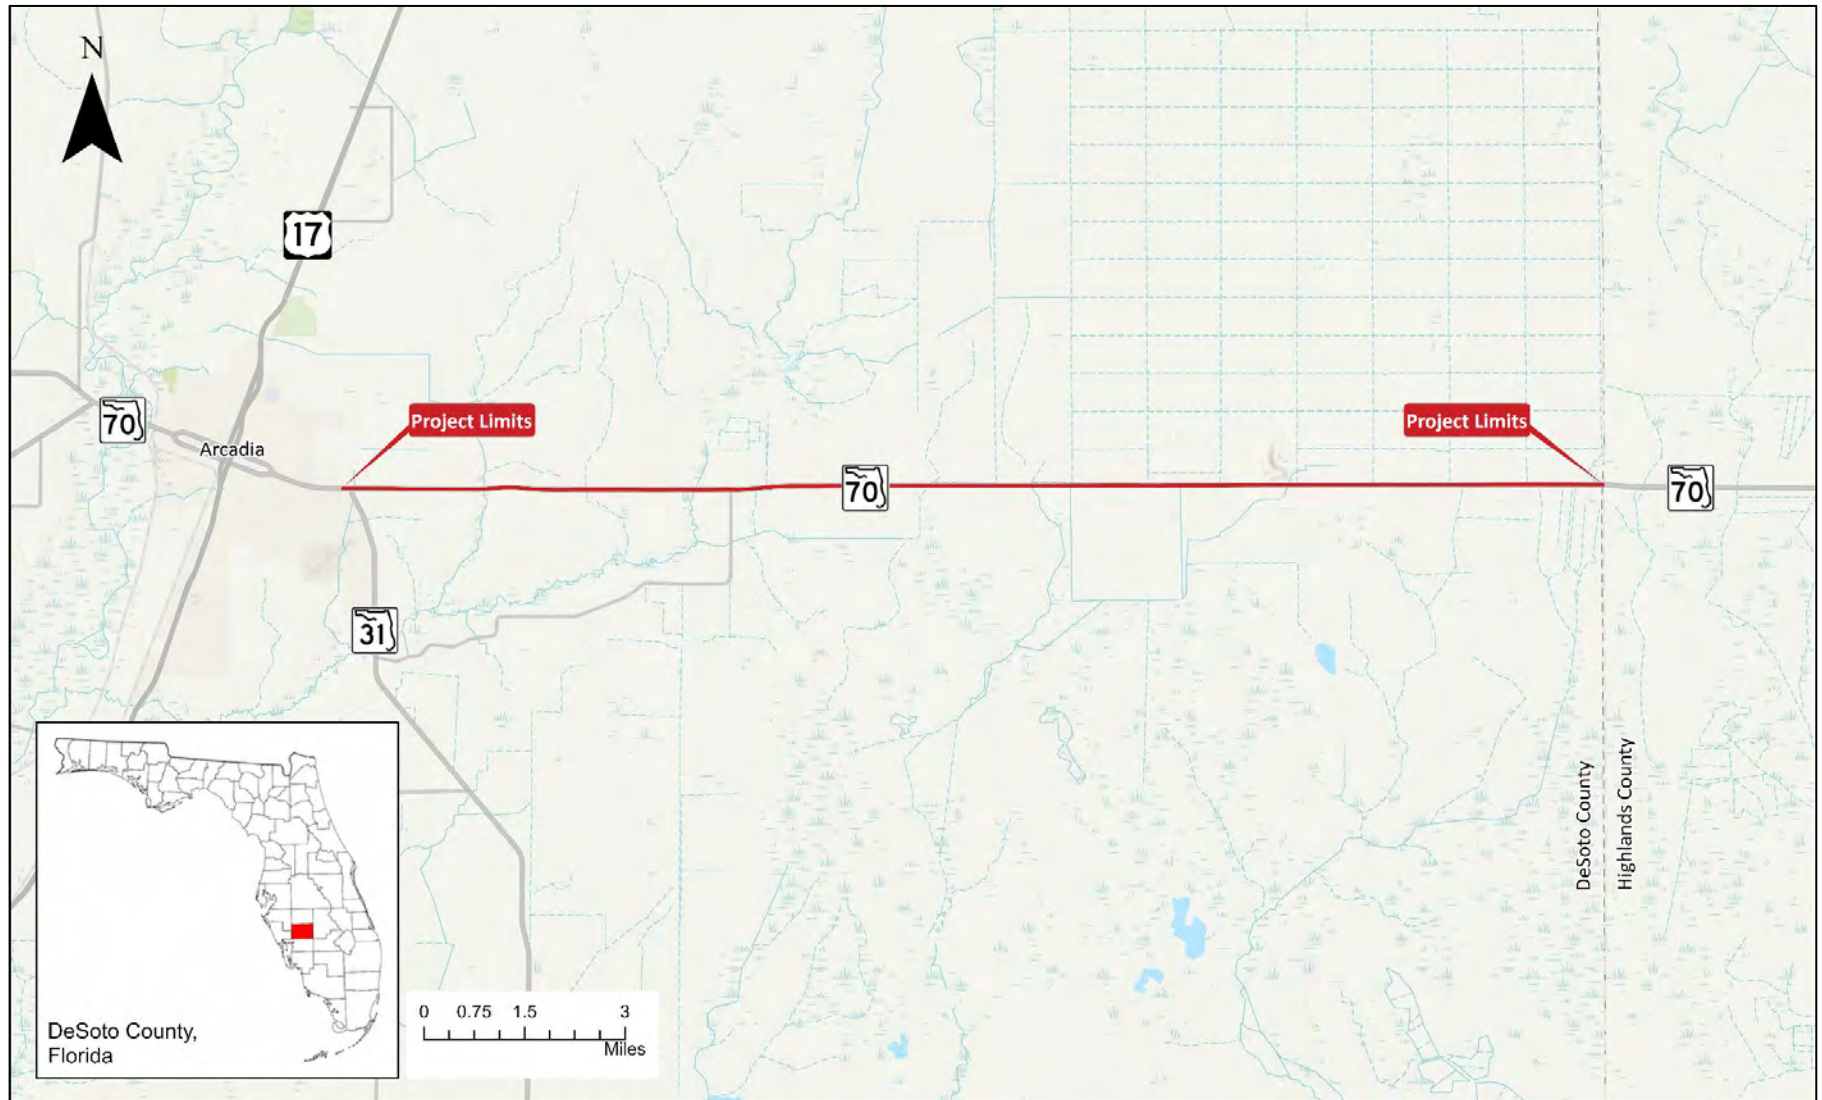 N
17
70
Arcadia
Project Limits
Project Limits
70
70
31
DeSoto County
Highlands County
DeSoto County,
Florida
0 0.75 1.5 3
Miles